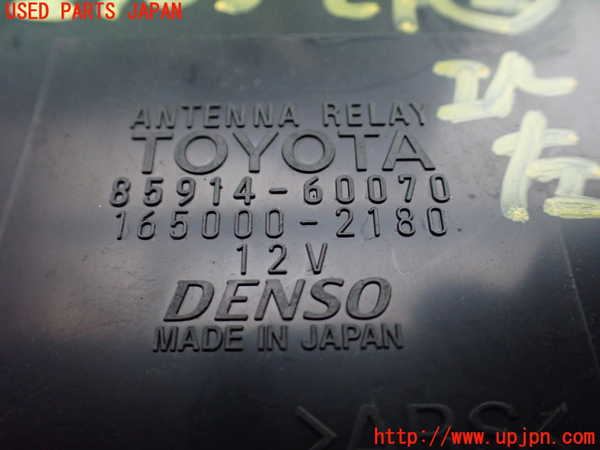 USED PARTS JAPAN
ANTENNA RELAY
TOYOTA
85914-60070
165000-2180
12V
DENSO
MADE IN JAPAN
左
http://www.upjpn.com/